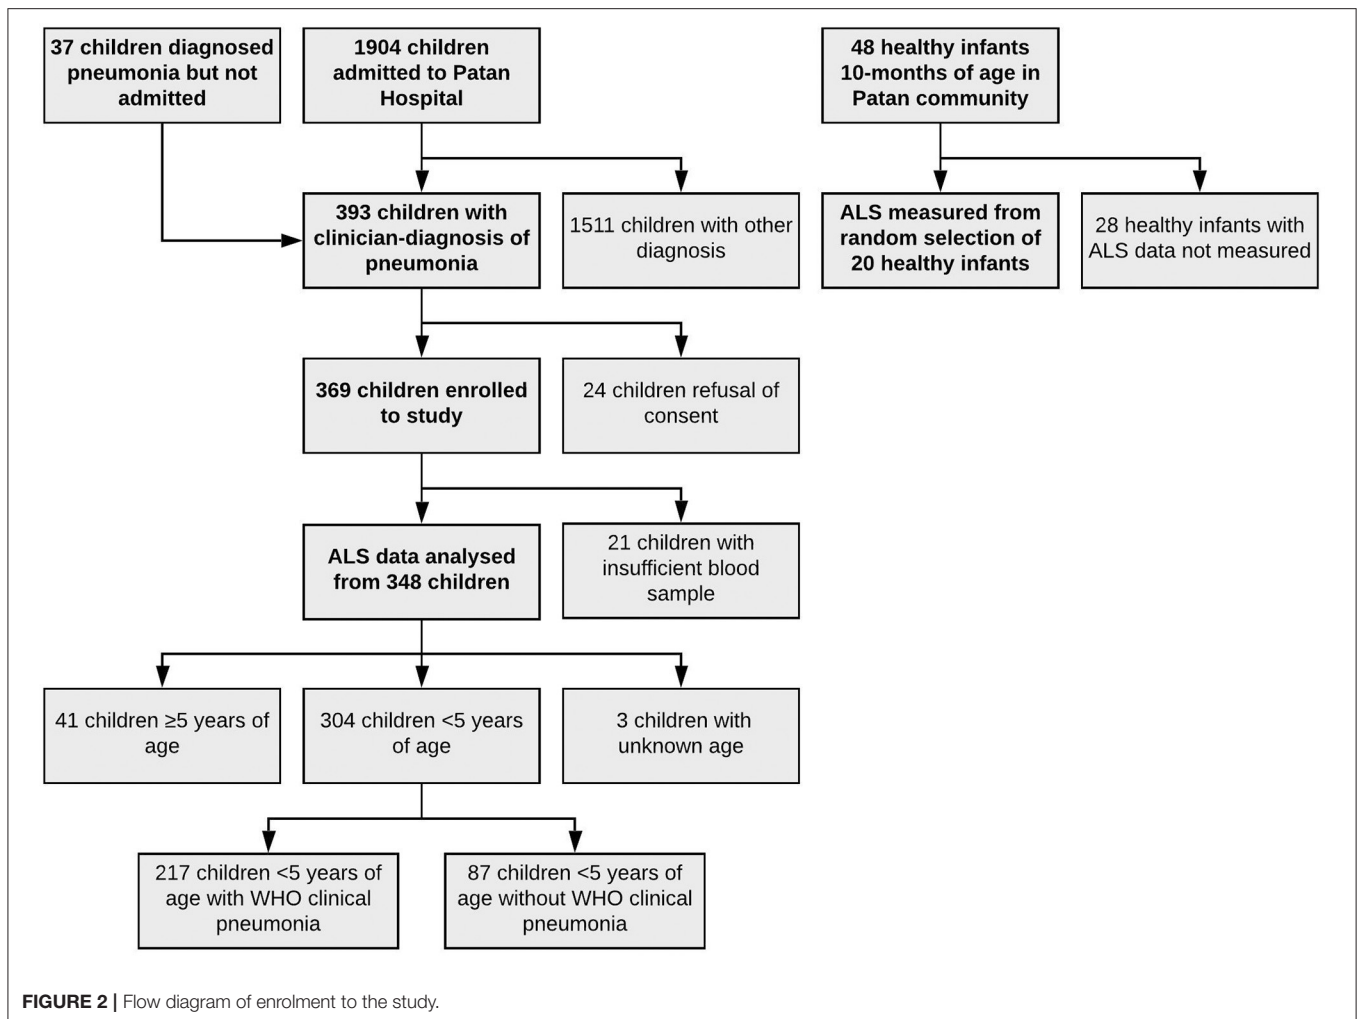 37 children diagnosed
pneumonia but not
admitted
1904 children
admitted to Patan
Hospital
48 healthy infants
10-months of age in
Patan community
393 children with
clinician-diagnosis of
pneumonia
1511 children with other
diagnosis
ALS measured from
random selection of
20 healthy infants
28 healthy infants with
ALS data not measured
369 children enrolled
to study
24 children refusal of
consent
ALS data analysed
from 348 children
21 children with
insufficient blood
sample
41 children ≥5 years of
age
304 children <5 years
of age
3 children with
unknown age
217 children <5 years of
age with WHO clinical
pneumonia
87 children <5 years of
age without WHO clinical
pneumonia
FIGURE 2 | Flow diagram of enrolment to the study.